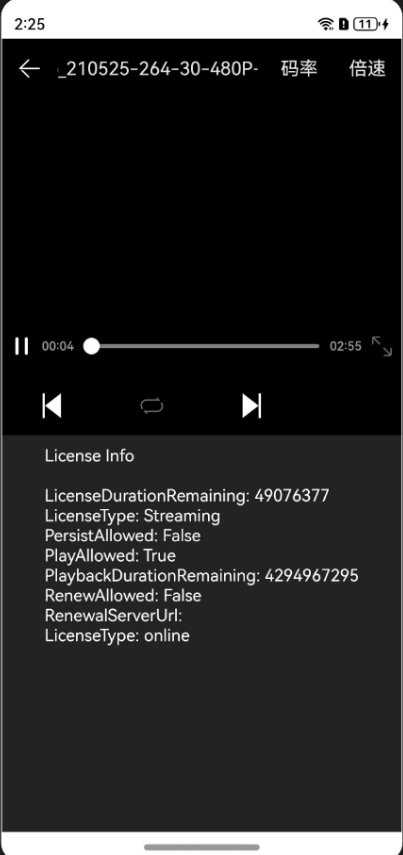 2:25
11
_210525-264-30-480P- 码率 倍速
00:04 02:55
License Info
LicenseDurationRemaining: 49076377
LicenseType: Streaming
PersistAllowed: False
PlayAllowed: True
PlaybackDurationRemaining: 4294967295
RenewAllowed: False
RenewalServerUrl:
LicenseType: online